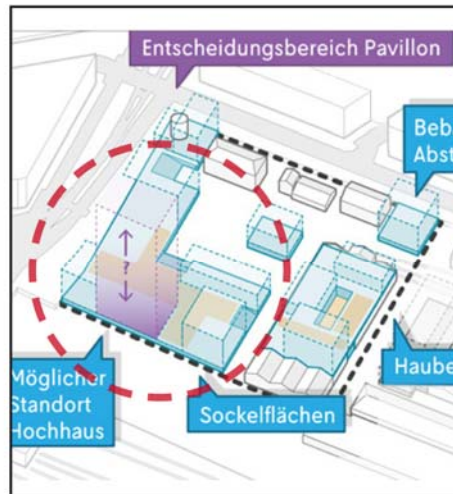 Entscheidungsbereich Pavillon
Beb
Abst
?
Haube
Möglicher
Standort
Hochhaus
Sockelflächen